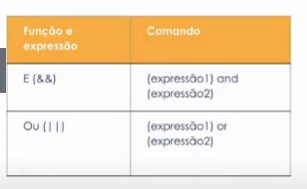 Função e
expressão
Comando
E (&&)
(expressão1) and
(expressão2)
Ou (||)
(expressão1) or
(expressão2)